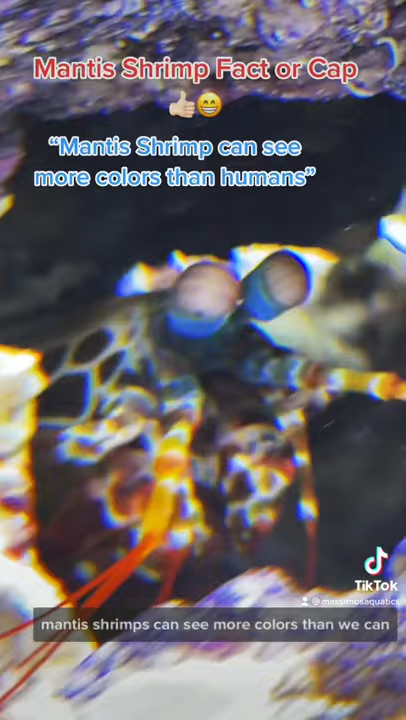 Mantis Shrimp Fact or Cap
👍🏼😁
“Mantis Shrimp can see
more colors than humans”
TikTok
@massimosaquatics
mantis shrimps can see more colors than we can